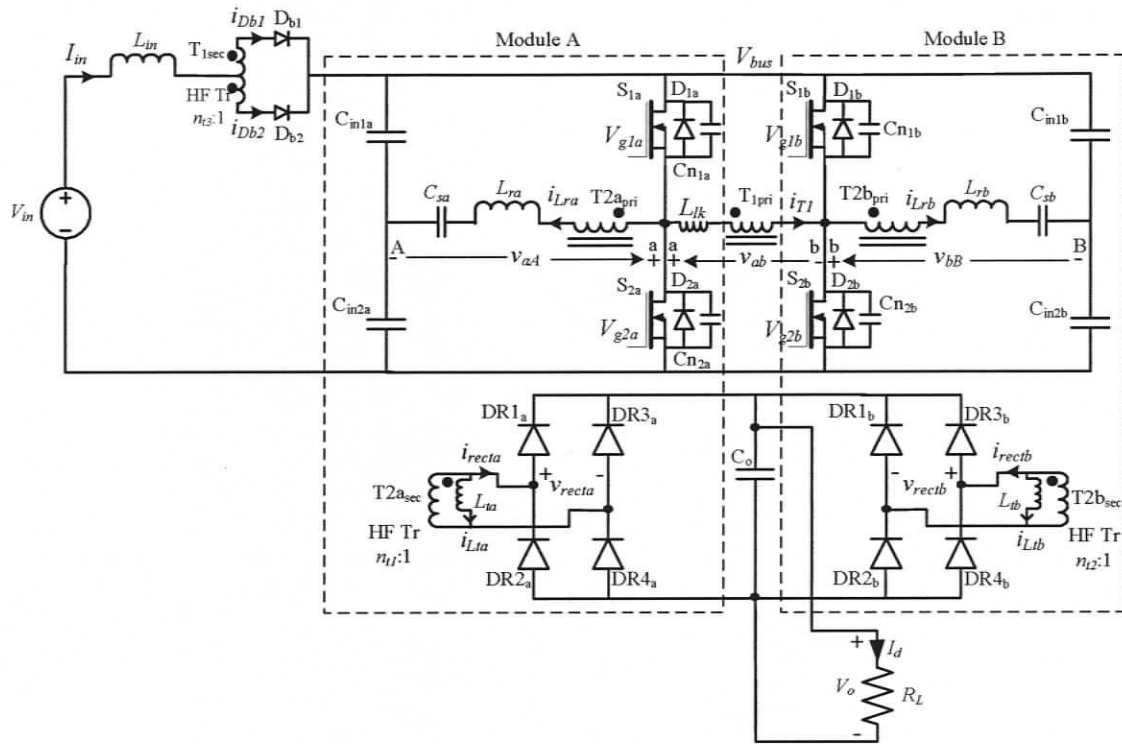 Module A
Module B
I_in
L_in
T_1sec
i_Db1
D_b1
HF Tr
n_t3:1
i_Db2
D_b2
V_bus
V_in
C_in1a
S_1a
D_1a
V_g1a
Cn_1a
S_1b
D_1b
V_g1b
Cn_1b
C_in1b
C_sa
L_ra
i_Lra
T2a_pri
L_lk
T_1pri
i_T1
T2b_pri
i_Lrb
L_rb
C_sb
A
-
v_aA
a
+
a
+
v_ab
b
-
b
+
v_bB
B
-
C_in2a
S_2a
D_2a
V_g2a
Cn_2a
S_2b
D_2b
V_g2b
Cn_2b
C_in2b
DR1_a
DR3_a
DR1_b
DR3_b
i_recta
+
-
v_recta
T2a_sec
L_ta
HF Tr
n_t1:1
i_Lta
DR2_a
DR4_a
C_o
i_rectb
-
+
v_rectb
L_tb
T2b_sec
HF Tr
n_t2:1
i_Ltb
DR2_b
DR4_b
+
I_d
V_o
R_L
-